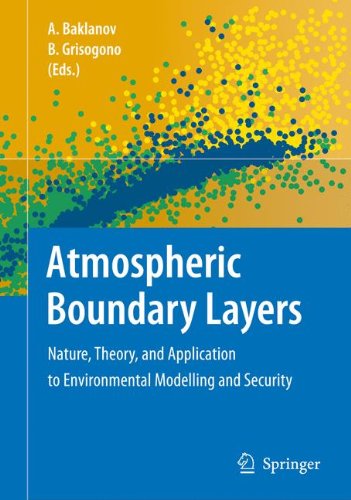 A. Baklanov
B. Grisogono
(Eds.)
Atmospheric
Boundary Layers
Nature, Theory, and Application
to Environmental Modelling and Security
Springer